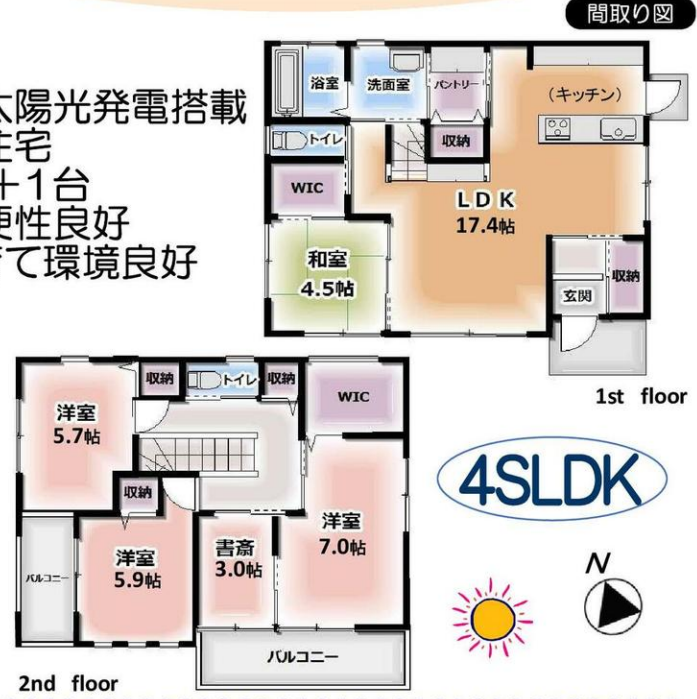 間取り図
太陽光発電搭載
住宅
＋1台
便性良好
育て環境良好
浴室
洗面室
パントリー
（キッチン）
トイレ
収納
WIC
LDK
17.4帖
和室
4.5帖
収納
玄関
1st floor
収納
トイレ
収納
WIC
洋室
5.7帖
収納
洋室
7.0帖
書斎
3.0帖
洋室
5.9帖
バルコニー
バルコニー
2nd floor
4SLDK
N